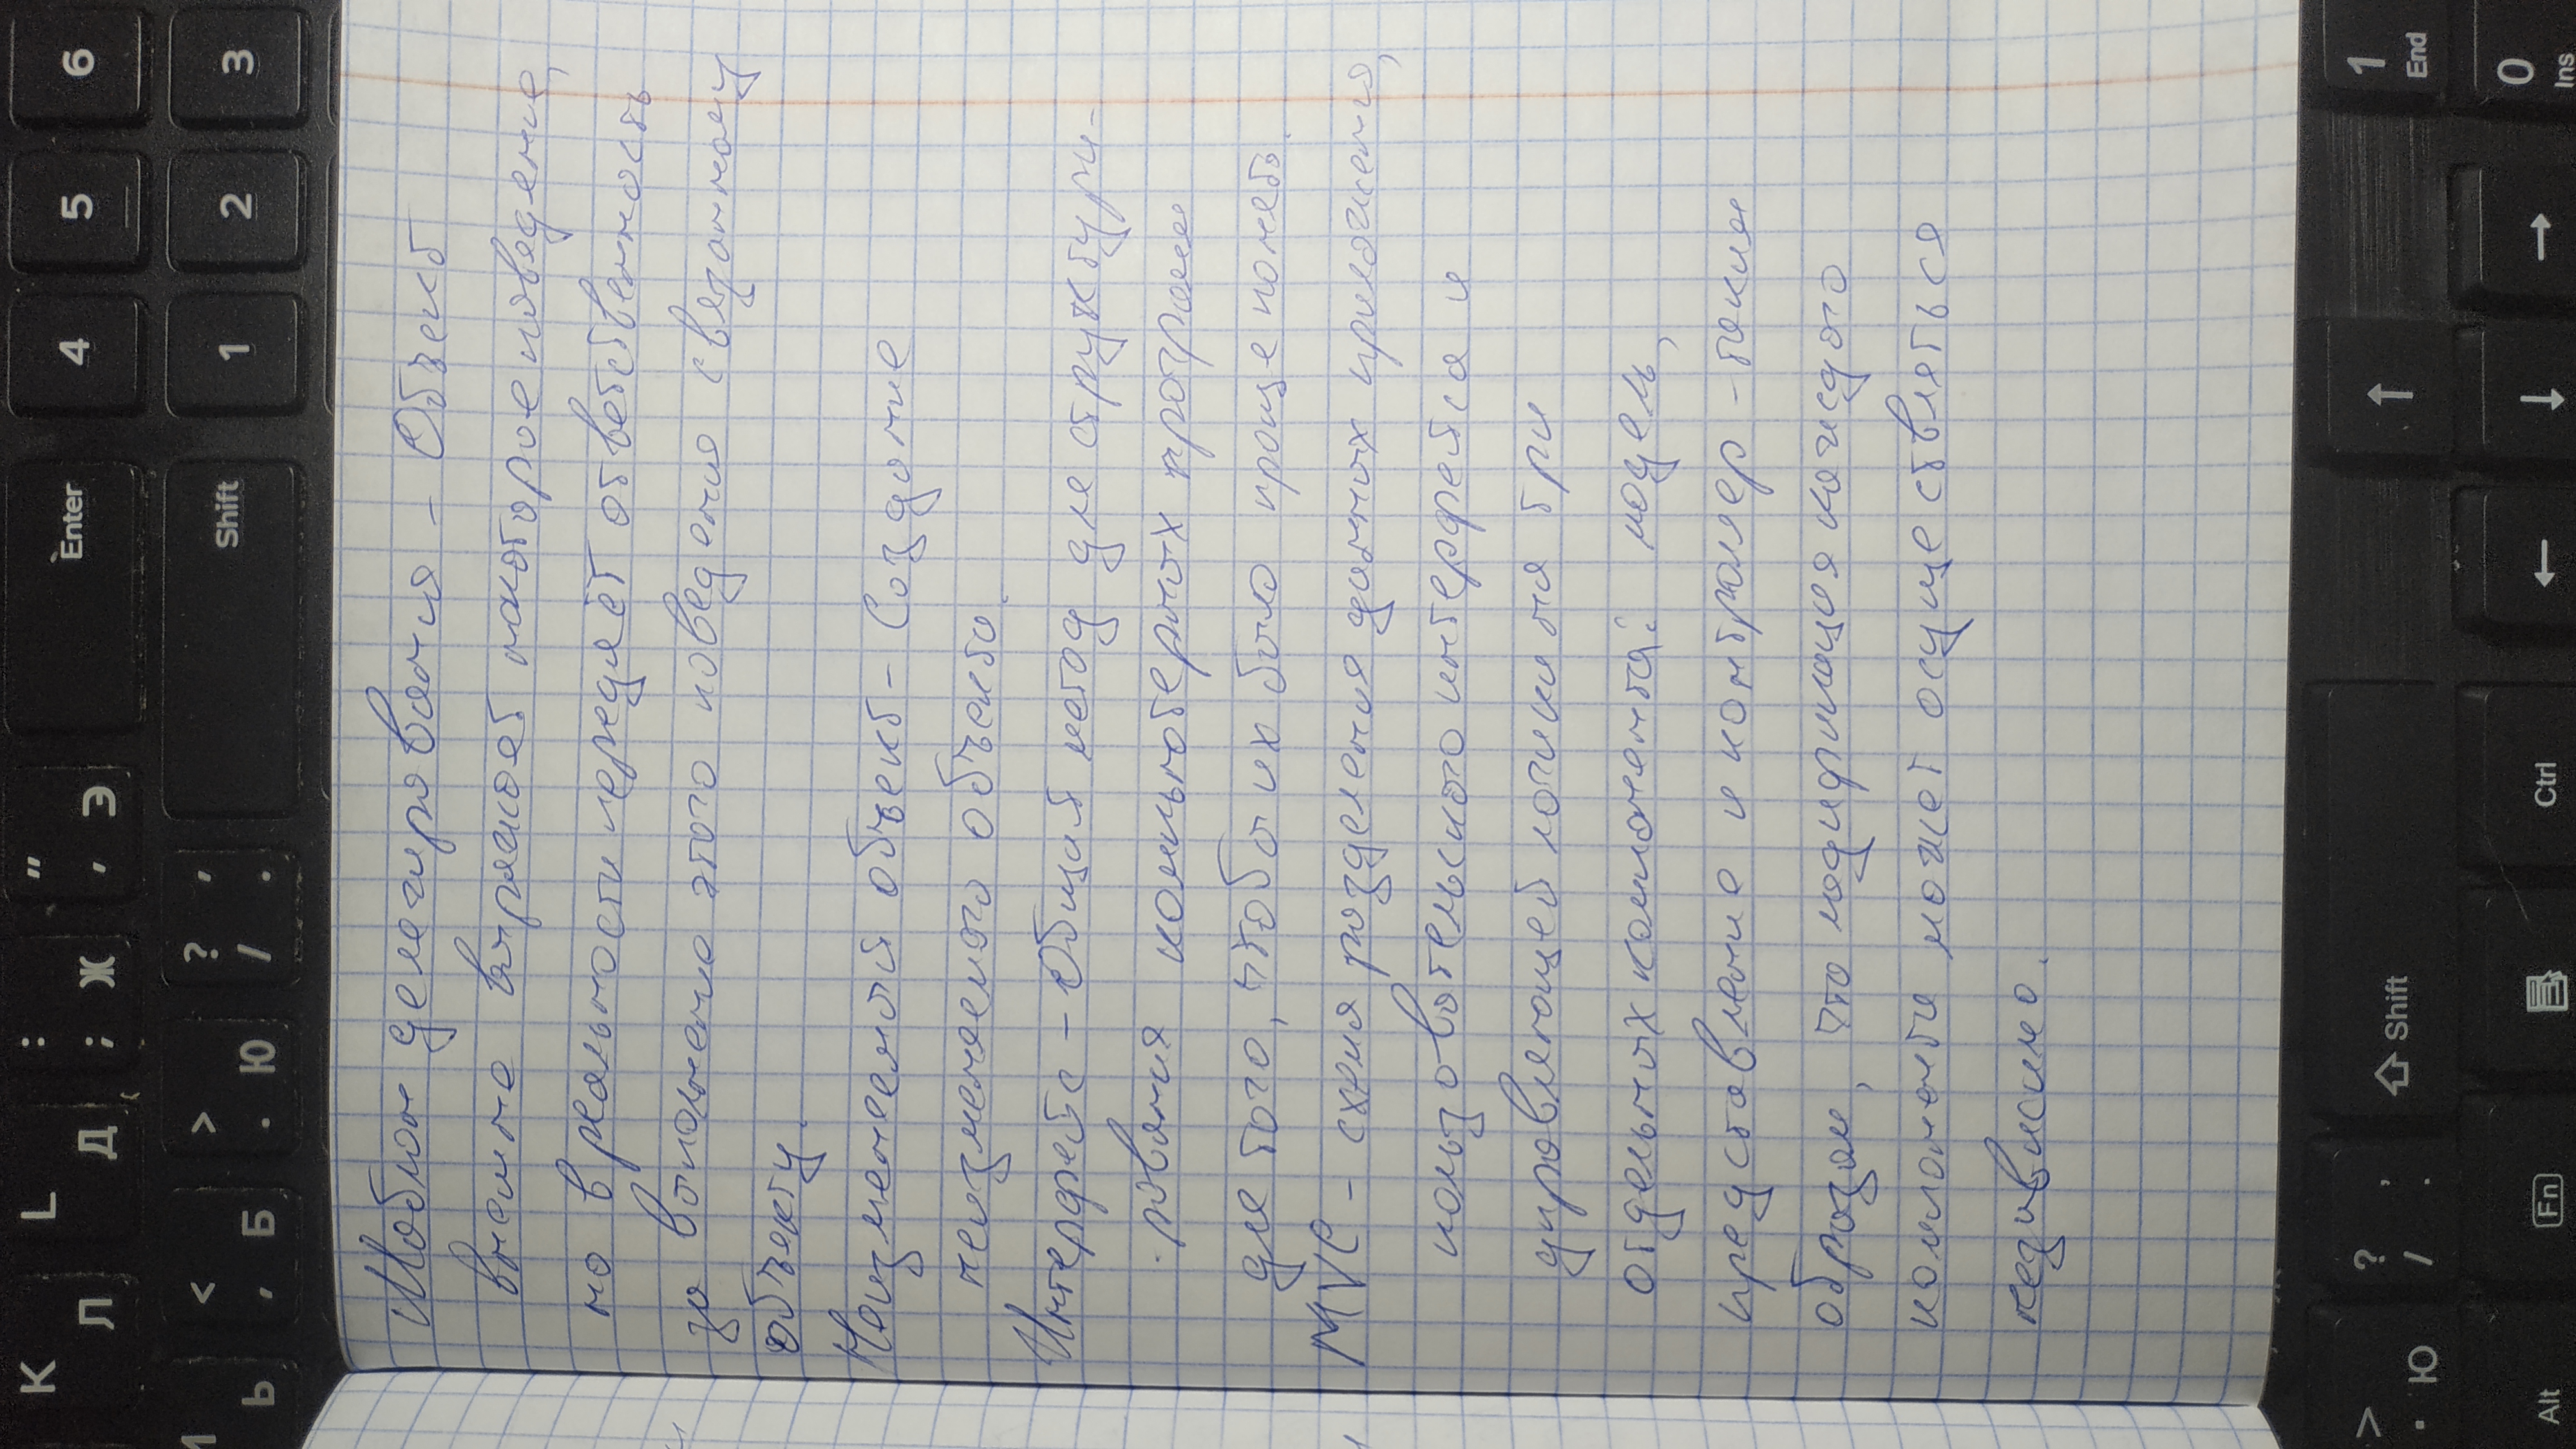 K L : "
Л Д ; Ж ' Э Enter 4 5 6
< > ? ,
Ь , Б . Ю / . Shift 1 2 3
Шаблон делегирования - Объект
внешне выражает некоторое поведение,
но в реальности передаёт ответственность
за выполнение этого поведения связанному
объекту.
Неизменяемый объект - Создание
неизменяемого объекта.
Интерфейс - Общий метод для структури-
рования компьютерных программ
для того, чтобы их было проще понять.
MVC - схема разделения данных приложения,
пользовательского интерфейса и
управляющей логики на три
отдельных компонента: модель,
представление и контроллер - таким
образом, что модификация каждого
компонента может осуществляться
независимо.
> ? , Shift ↑ 1
. Ю / . End
Alt Fn Ctrl ← ↓ → 0
Ins